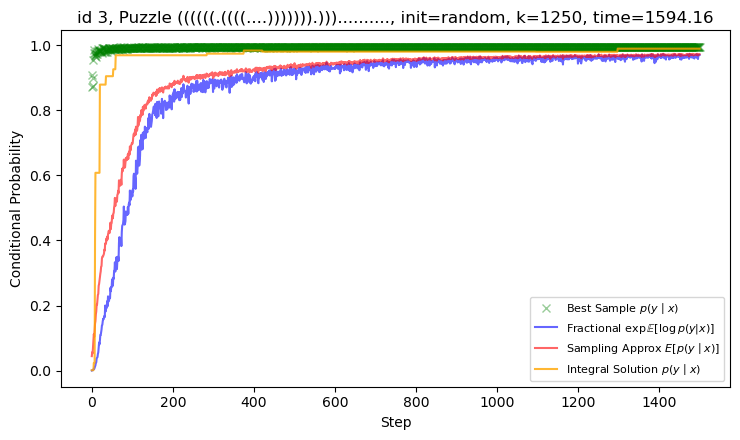 id 3, Puzzle ((((((.((((....))))))).))).........., init=random, k=1250, time=1594.16
1.0
0.8
0.6
0.4
0.2
0.0
Conditional Probability
0
200
400
600
800
1000
1200
1400
Step
Best Sample p(y | x)
Fractional exp𝔼[log p(y|x)]
Sampling Approx E[p(y | x)]
Integral Solution p(y | x)